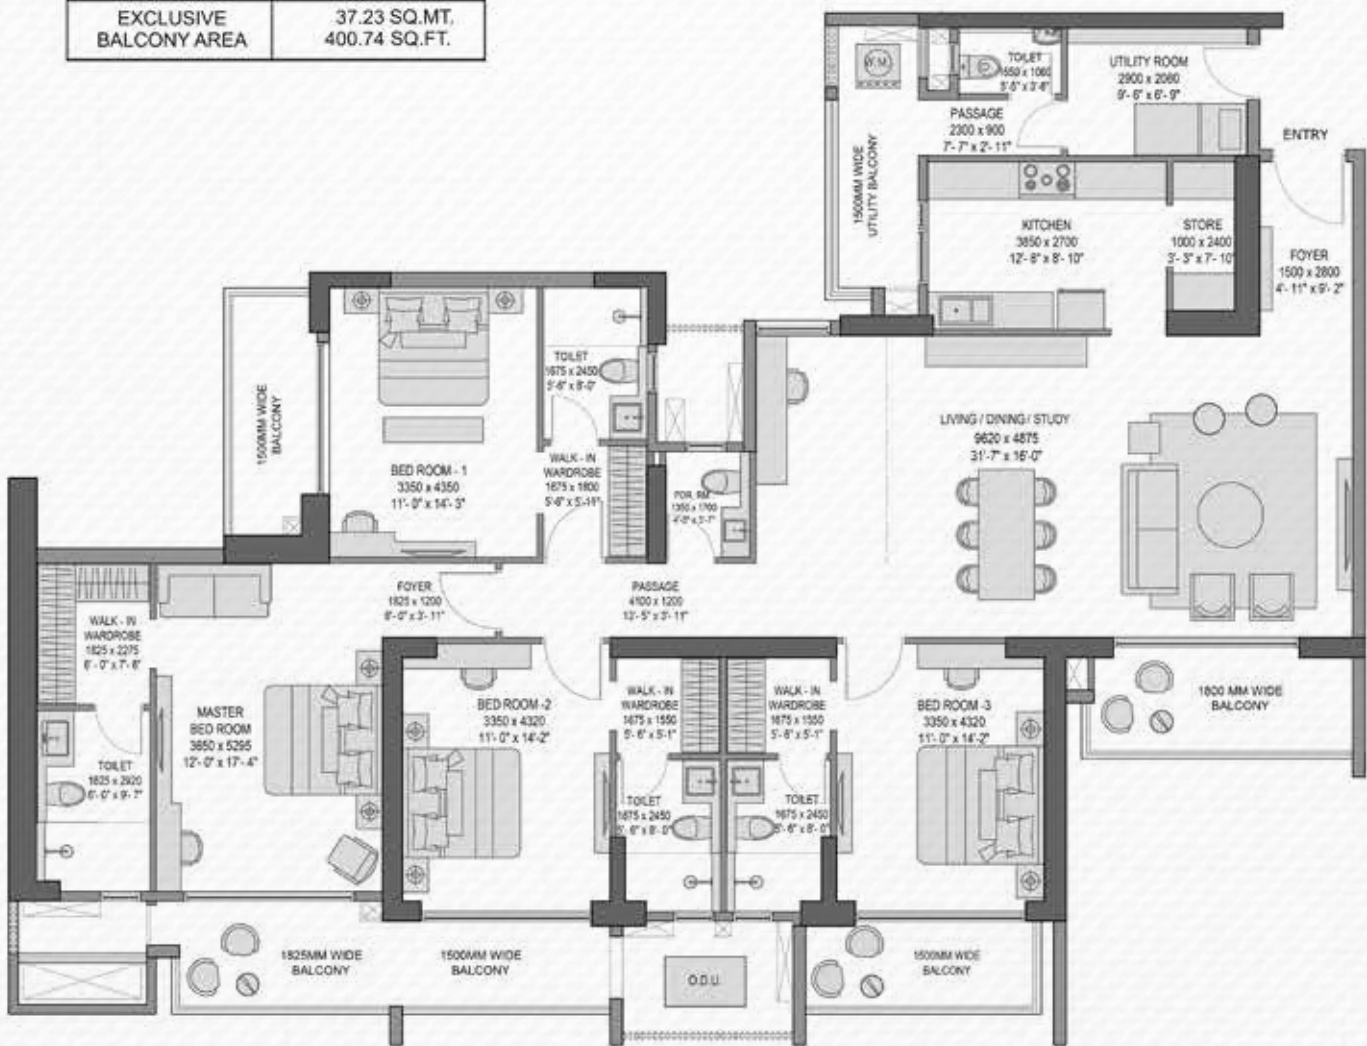 EXCLUSIVE
BALCONY AREA
37.23 SQ.MT.
400.74 SQ.FT.
W.M.
TOILET
1650 x 1060
5'-5" x 3'-6"
UTILITY ROOM
2900 x 2060
9'- 6" x 6'- 9"
PASSAGE
2300 x 900
7'- 7" x 2'- 11"
ENTRY
1500MM WIDE
UTILITY BALCONY
KITCHEN
3850 x 2700
12'- 8" x 8'- 10"
STORE
1000 x 2400
3'- 3" x 7'- 10"
FOYER
1500 x 2800
4'- 11" x 9'- 2"
1500MM WIDE
BALCONY
TOILET
1675 x 2450
5'-6" x 8'-0"
BED ROOM - 1
3350 x 4350
11'- 0" x 14'- 3"
WALK - IN
WARDROBE
1675 x 1800
5'-6" x 5'-11"
LIVING / DINING / STUDY
9620 x 4875
31'-7" x 16'-0"
FOYER
1825 x 1200
6'- 0" x 3'- 11"
PASSAGE
4100 x 1200
13'- 5" x 3'- 11"
WALK - IN
WARDROBE
1825 x 2275
6'- 0" x 7'- 6"
MASTER
BED ROOM
3650 x 5295
12'- 0" x 17'- 4"
TOILET
1825 x 2920
6'-0" x 9'- 7"
BED ROOM -2
3350 x 4320
11'- 0" x 14'-2"
WALK - IN
WARDROBE
1675 x 1550
5'- 6" x 5'-1"
WALK - IN
WARDROBE
1675 x 1550
5'- 6" x 5'-1"
BED ROOM -3
3350 x 4320
11'- 0" x 14'-2"
1800 MM WIDE
BALCONY
TOILET
1675 x 2450
5'- 6" x 8'- 0"
TOILET
1675 x 2450
5'- 6" x 8'- 0"
1825MM WIDE
BALCONY
1500MM WIDE
BALCONY
O.D.U.
1500MM WIDE
BALCONY